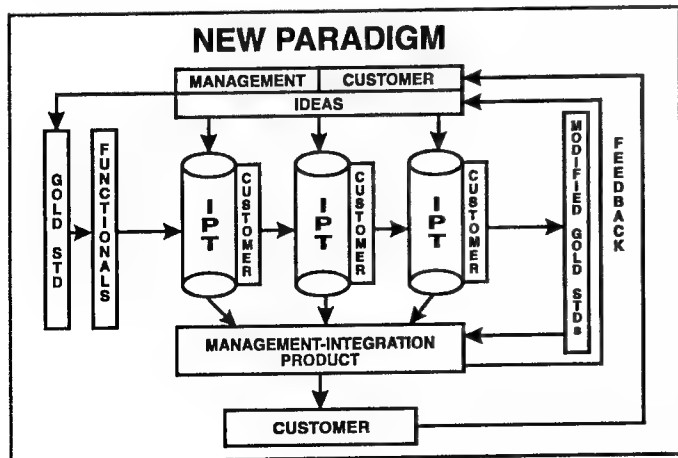 NEW PARADIGM
MANAGEMENT
CUSTOMER
IDEAS
GOLD STD
FUNCTIONALS
IPT
CUSTOMER
IPT
CUSTOMER
IPT
CUSTOMER
MODIFIED GOLD STDs
FEEDBACK
MANAGEMENT-INTEGRATION
PRODUCT
CUSTOMER